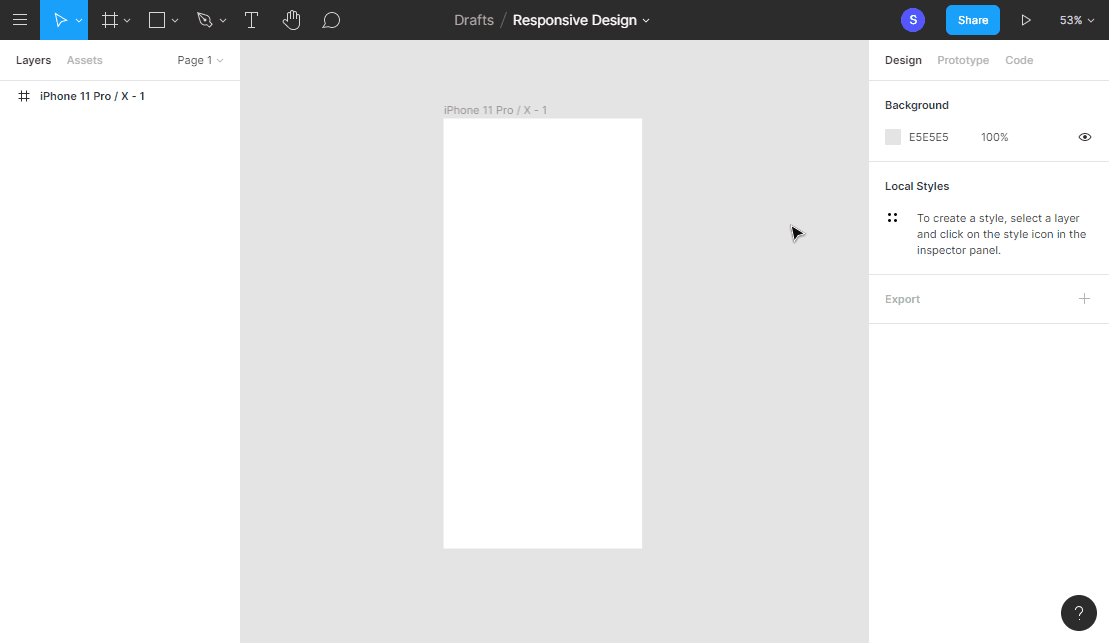 Drafts / Responsive Design
S
Share
53%
Layers
Assets
Page 1
Design
Prototype
Code
iPhone 11 Pro / X - 1
iPhone 11 Pro / X - 1
Background
E5E5E5
100%
Local Styles
To create a style, select a layer
and click on the style icon in the
inspector panel.
Export
?